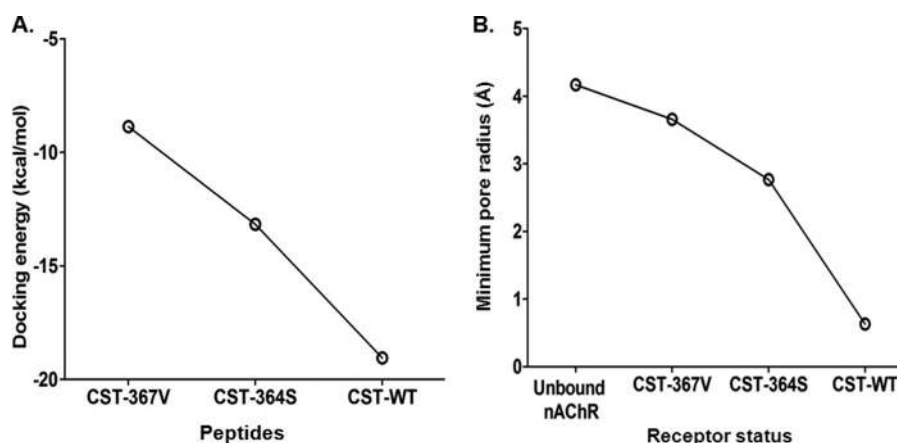 A.
Docking energy (kcal/mol)
-5
-10
-15
-20
CST-367V CST-364S CST-WT
Peptides
B.
Minimum pore radius (Å)
5
4
3
2
1
0
Unbound CST-367V CST-364S CST-WT
nAChR
Receptor status